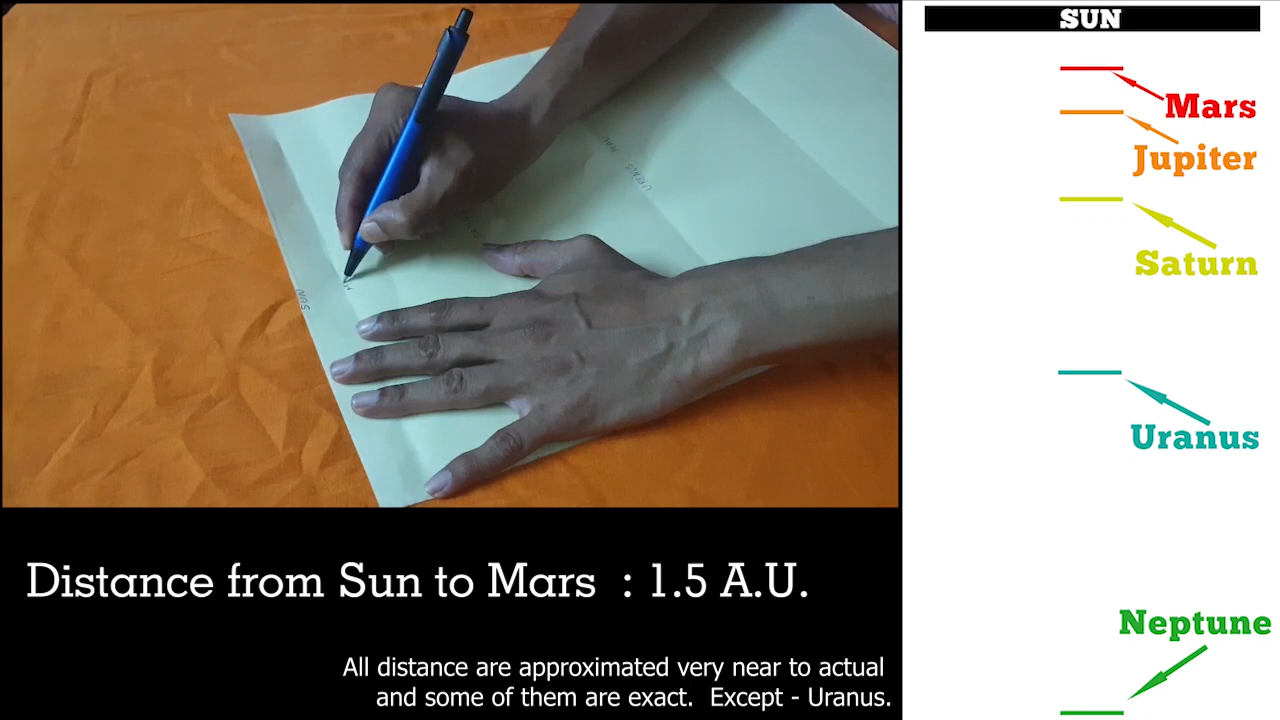 SUN
Mars
Jupiter
Saturn
Uranus
Neptune
SUN
Distance from Sun to Mars : 1.5 A.U.
All distance are approximated very near to actual
and some of them are exact. Except - Uranus.